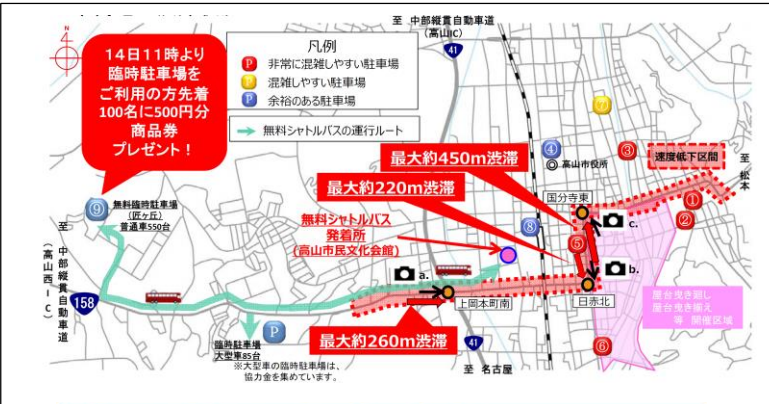 至 中部縦貫自動車道
(高山IC)
N
41
14日11時より
臨時駐車場を
ご利用の方先着
100名に500円分
商品券
プレゼント！
凡例
P 非常に混雑しやすい駐車場
P 混雑しやすい駐車場
P 余裕のある駐車場
無料シャトルバスの運行ルート
⑦
③
④
高山市役所
速度低下区間
至 松本
最大約450m渋滞
最大約220m渋滞
国分寺東
①
②
⑨
無料臨時駐車場
(匠ヶ丘)
普通車550台
無料シャトルバス
発着所
(高山市民文化会館)
⑧
⑤
c.
b.
a.
至 中部縦貫自動車道
(高山西IC)
158
上岡本町南
日赤北
屋台曳き廻し
屋台曳き揃え
等 開催区域
P
臨時駐車場
大型車85台
※大型車の臨時駐車場は、
協力金を集めています。
最大約260m渋滞
41
至 名古屋
⑥